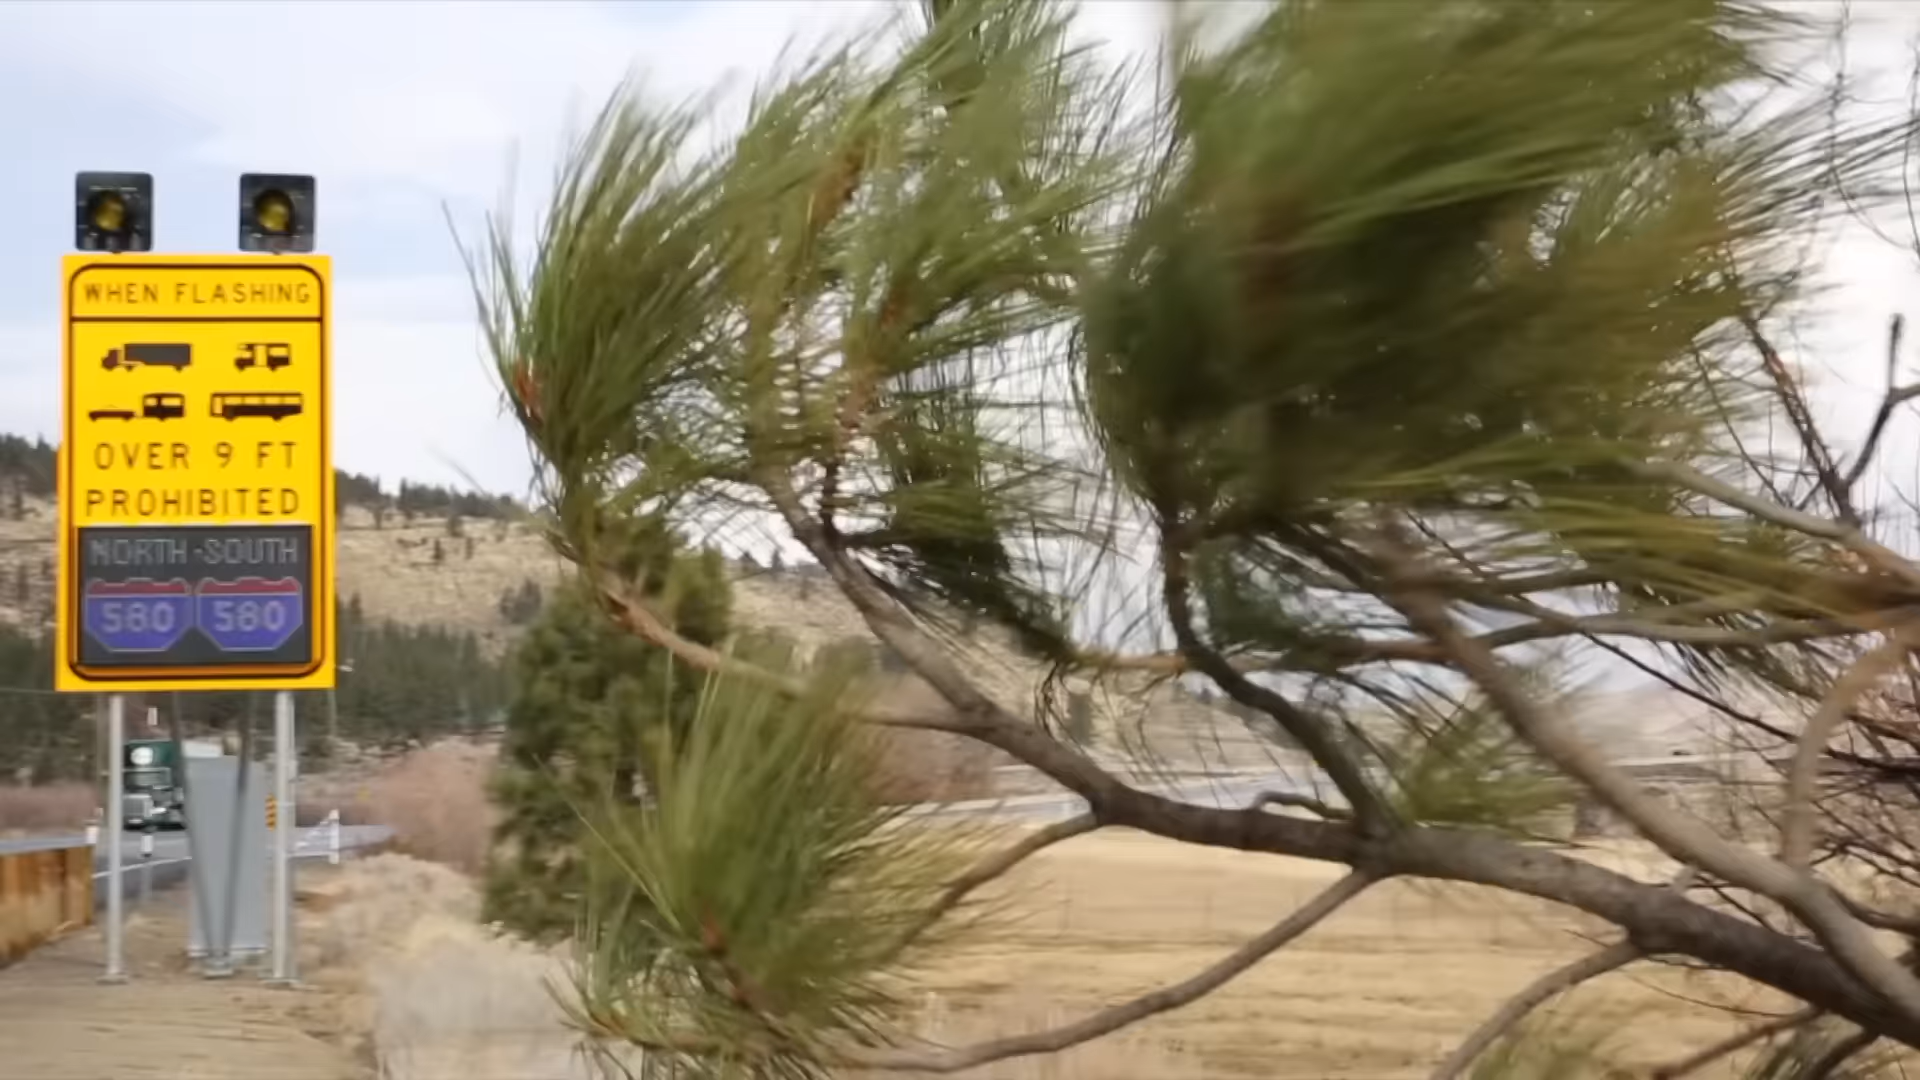 WHEN FLASHING
OVER 9 FT
PROHIBITED
NORTH-SOUTH
580 580